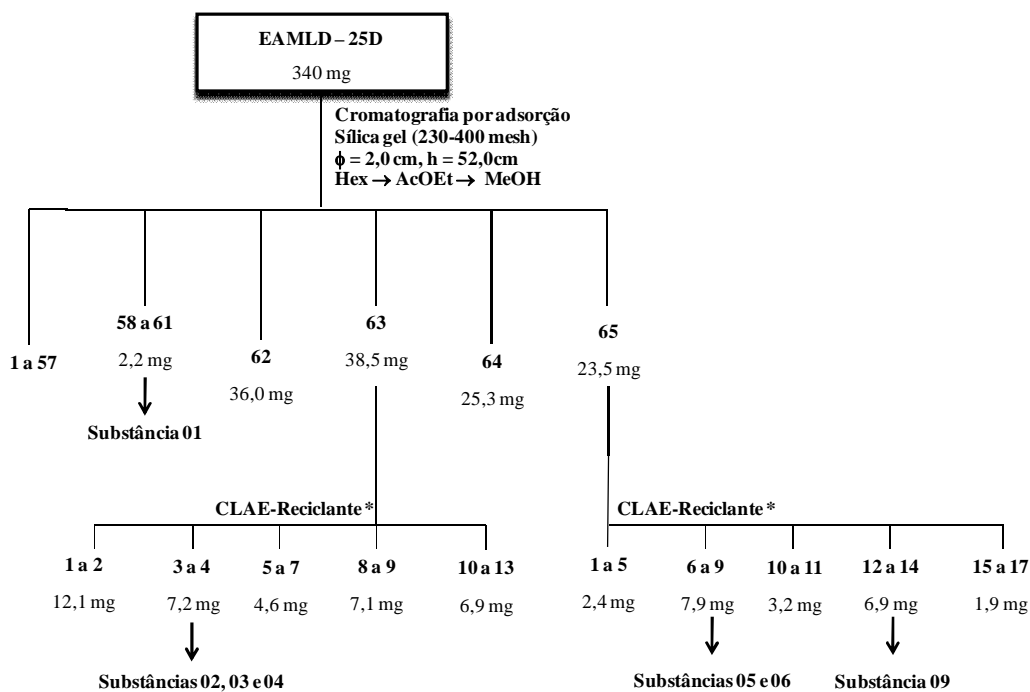 EAMLD – 25D
340 mg
Cromatografia por adsorção
Sílica gel (230-400 mesh)
ϕ = 2,0 cm, h = 52,0cm
Hex → AcOEt → MeOH
1 a 57
58 a 61
2,2 mg
Substância 01
62
36,0 mg
63
38,5 mg
64
25,3 mg
65
23,5 mg
CLAE-Reciclante *
CLAE-Reciclante *
1 a 2
3 a 4
5 a 7
8 a 9
10 a 13
1 a 5
6 a 9
10 a 11
12 a 14
15 a 17
12,1 mg
7,2 mg
4,6 mg
7,1 mg
6,9 mg
2,4 mg
7,9 mg
3,2 mg
6,9 mg
1,9 mg
Substâncias 02, 03 e 04
Substâncias 05 e 06
Substância 09